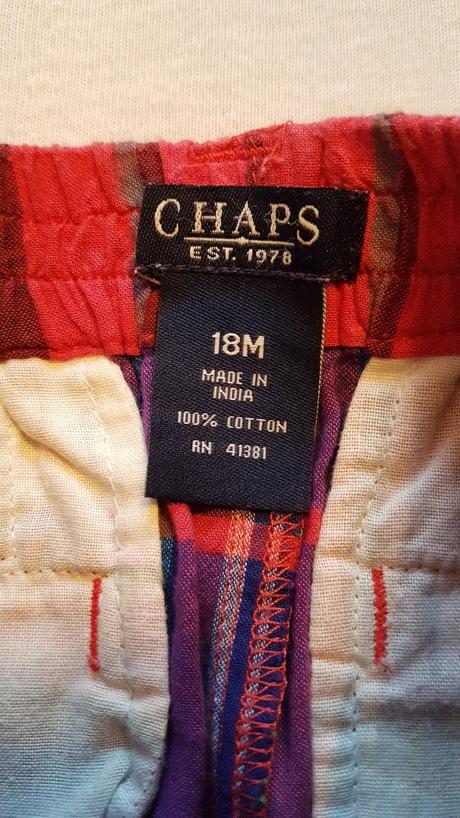 CHAPS
EST. 1978
18M
MADE IN
INDIA
100% COTTON
RN 41381